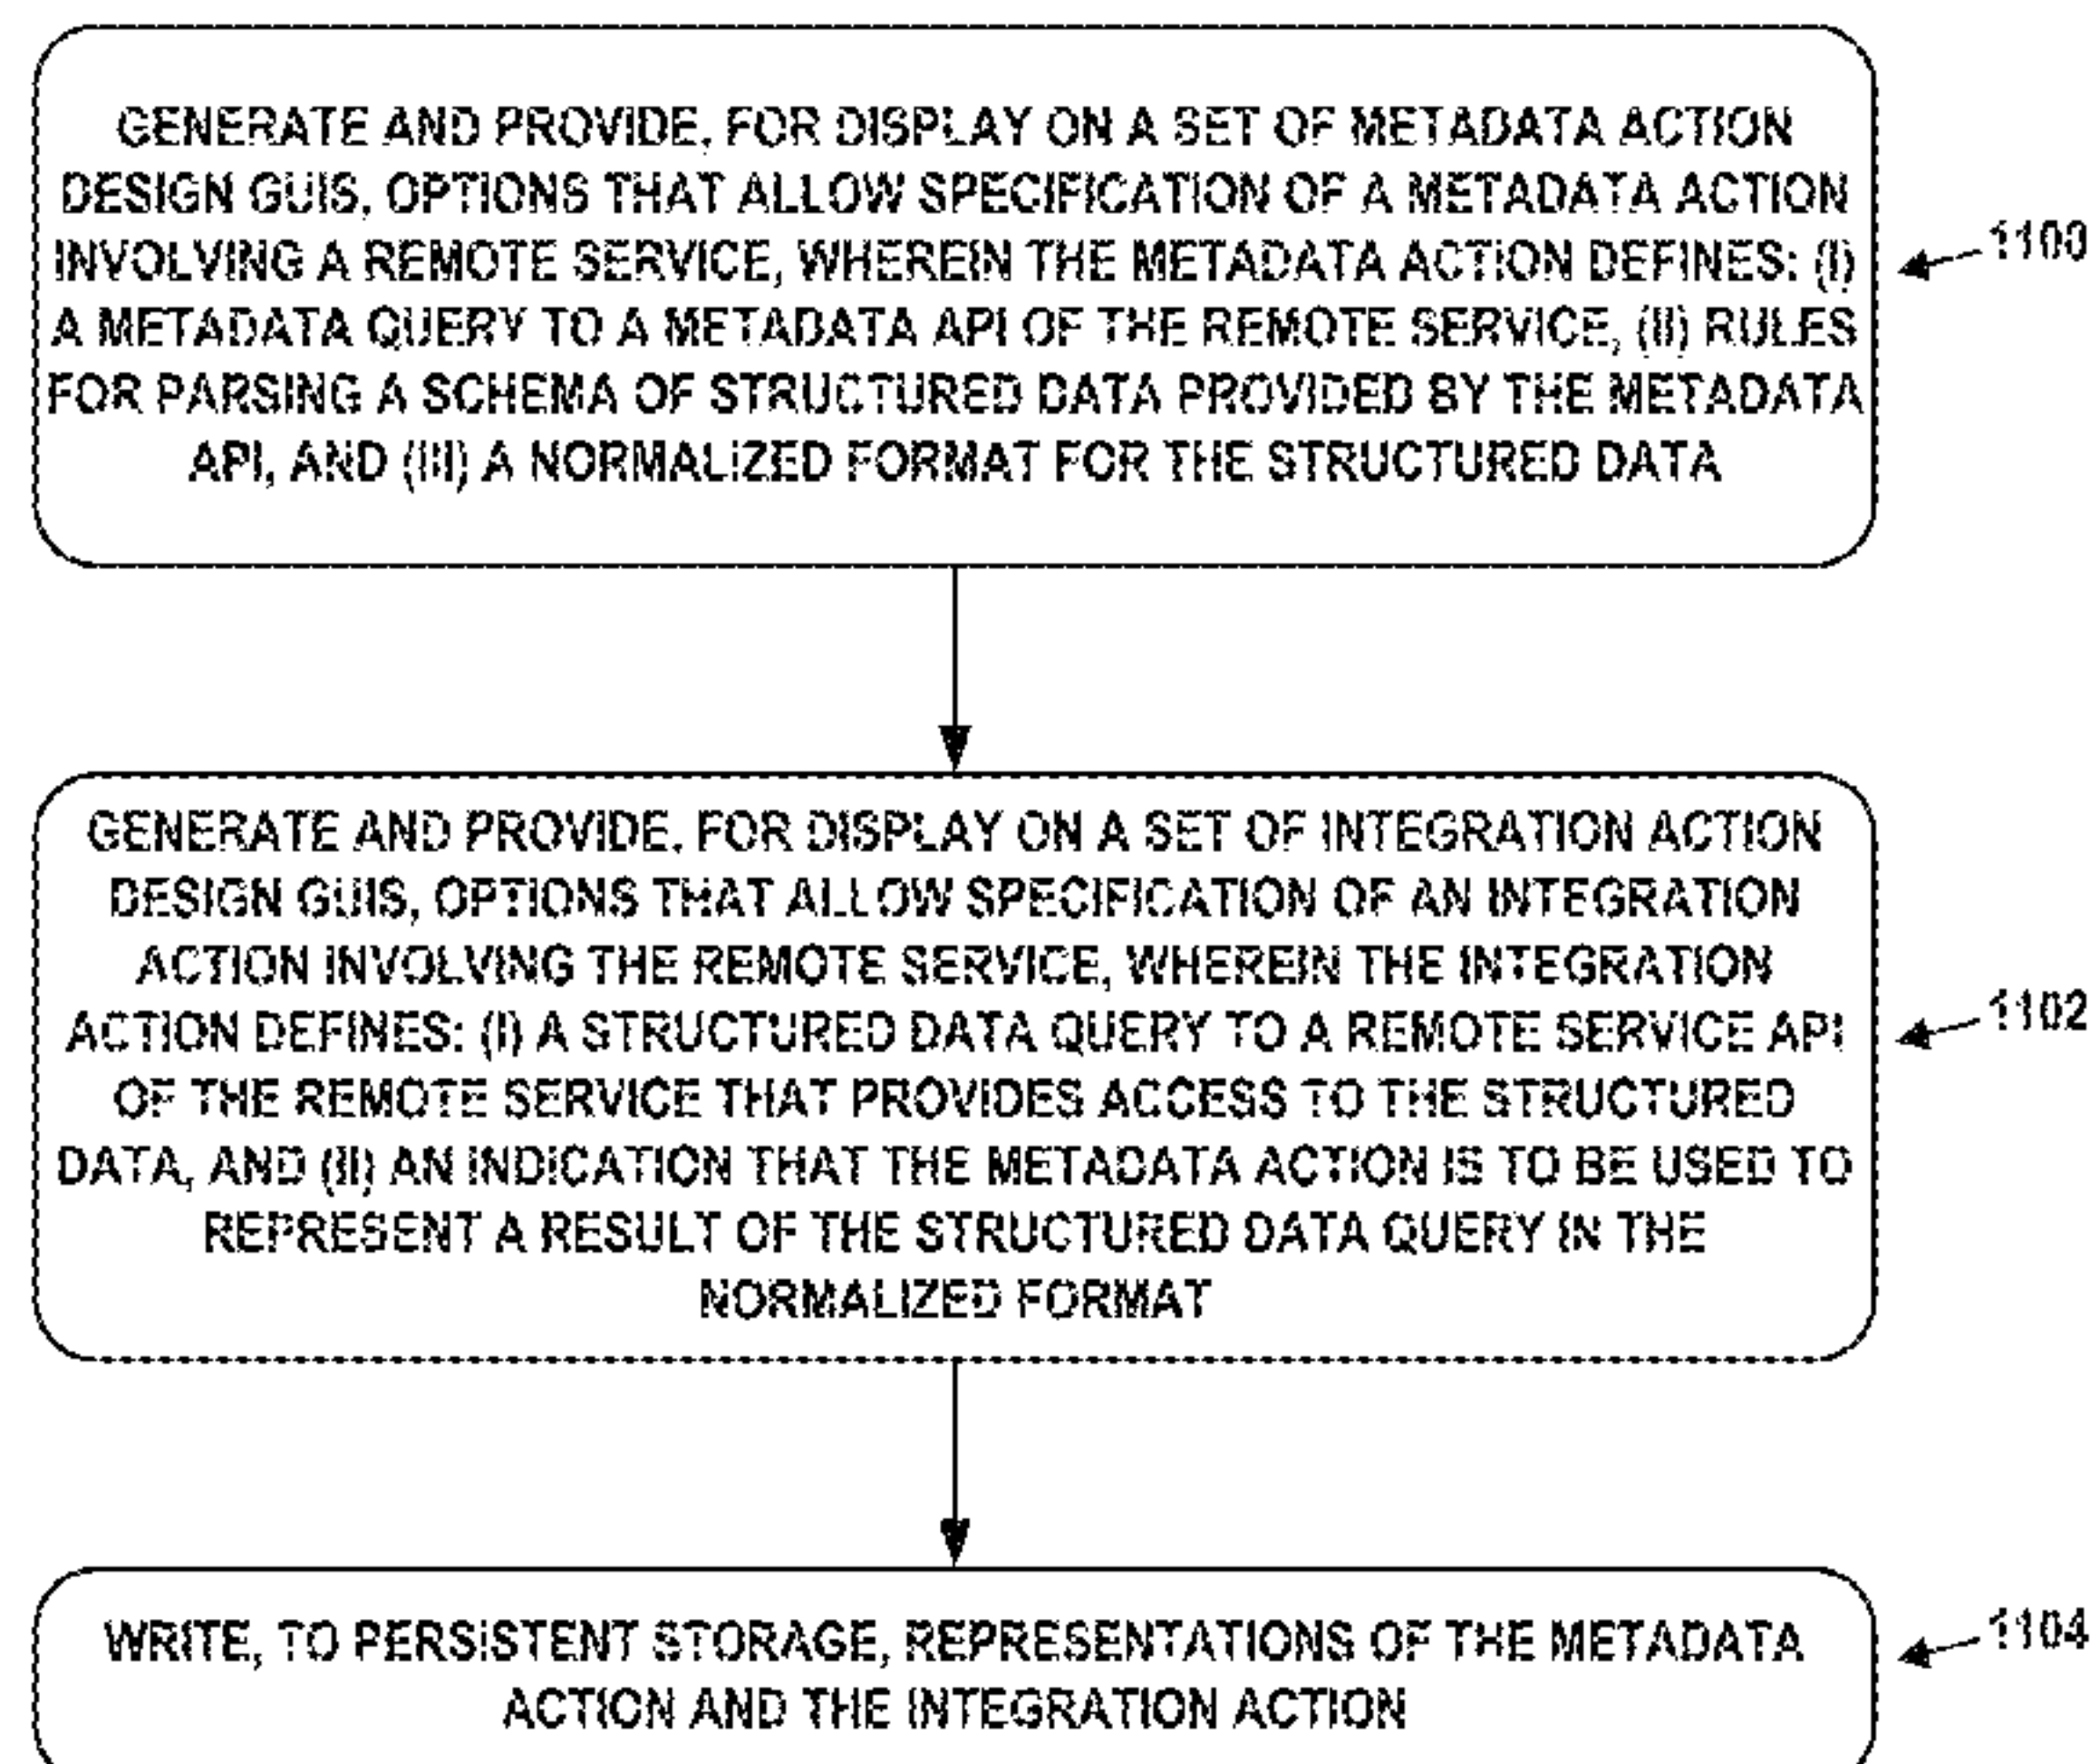 GENERATE AND PROVIDE, FOR DISPLAY ON A SET OF METADATA ACTION
DESIGN GUIS, OPTIONS THAT ALLOW SPECIFICATION OF A METADATA ACTION
INVOLVING A REMOTE SERVICE, WHEREIN THE METADATA ACTION DEFINES: (I)
A METADATA QUERY TO A METADATA API OF THE REMOTE SERVICE, (II) RULES
FOR PARSING A SCHEMA OF STRUCTURED DATA PROVIDED BY THE METADATA
API, AND (III) A NORMALIZED FORMAT FOR THE STRUCTURED DATA
1100
GENERATE AND PROVIDE, FOR DISPLAY ON A SET OF INTEGRATION ACTION
DESIGN GUIS, OPTIONS THAT ALLOW SPECIFICATION OF AN INTEGRATION
ACTION INVOLVING THE REMOTE SERVICE, WHEREIN THE INTEGRATION
ACTION DEFINES: (I) A STRUCTURED DATA QUERY TO A REMOTE SERVICE API
OF THE REMOTE SERVICE THAT PROVIDES ACCESS TO THE STRUCTURED
DATA, AND (II) AN INDICATION THAT THE METADATA ACTION IS TO BE USED TO
REPRESENT A RESULT OF THE STRUCTURED DATA QUERY IN THE
NORMALIZED FORMAT
1102
WRITE, TO PERSISTENT STORAGE, REPRESENTATIONS OF THE METADATA
ACTION AND THE INTEGRATION ACTION
1104